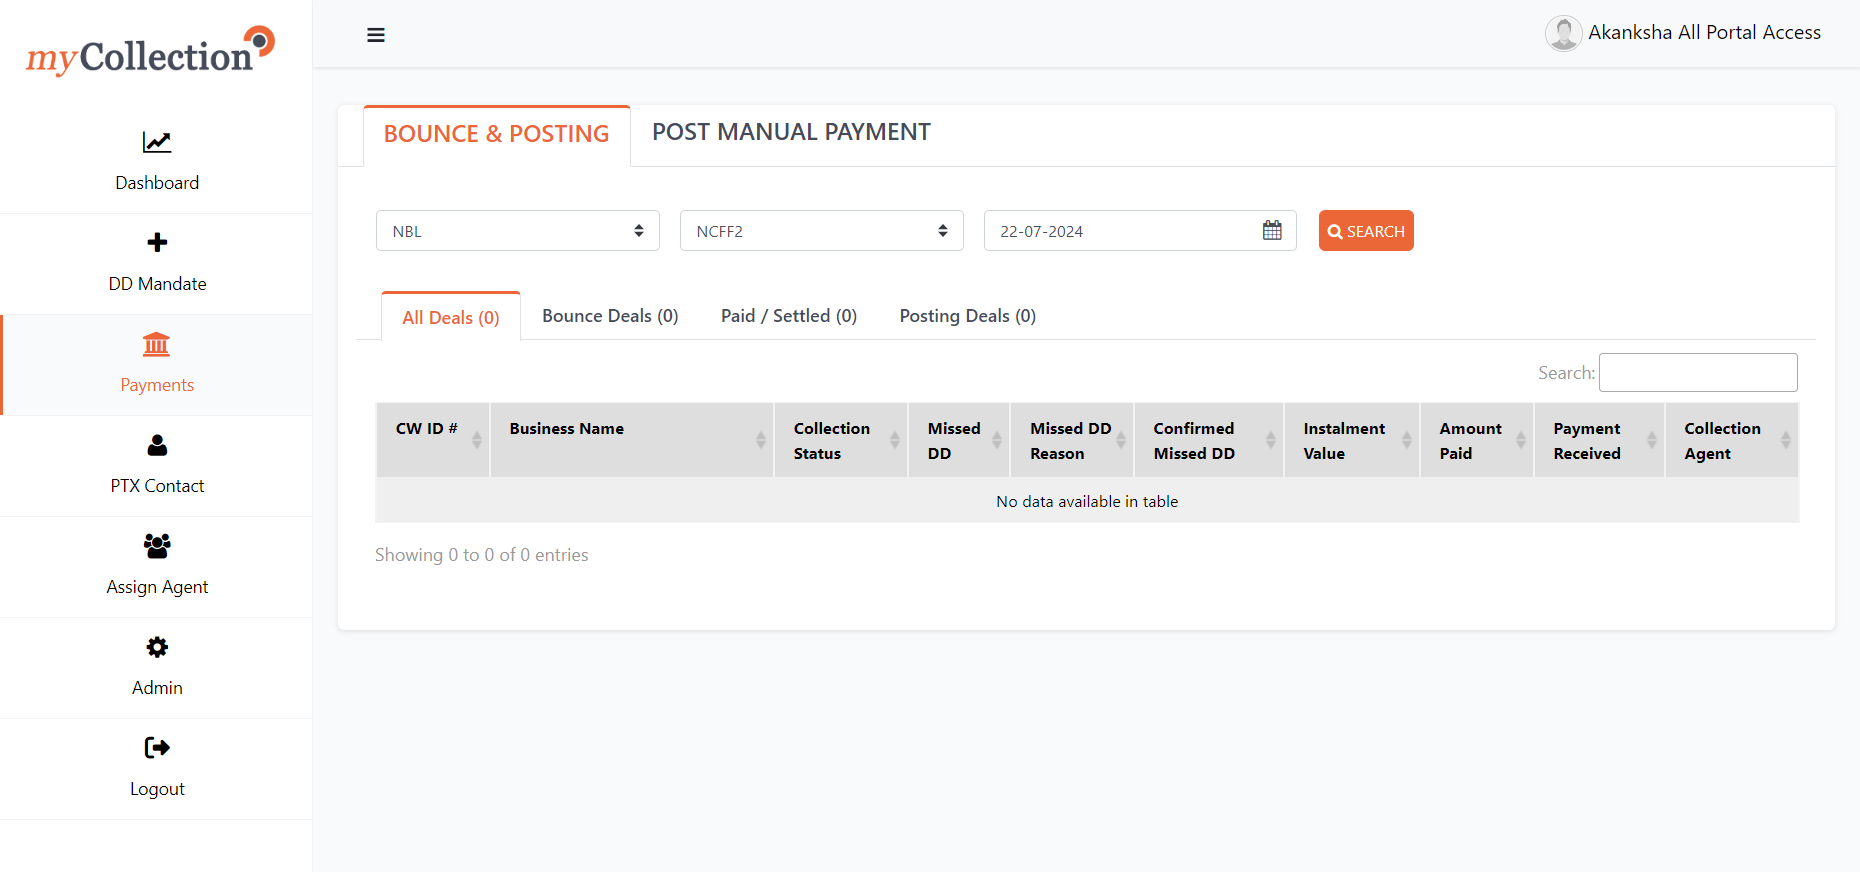 myCollection
Akanksha All Portal Access
Dashboard
DD Mandate
Payments
PTX Contact
Assign Agent
Admin
Logout
BOUNCE & POSTING
POST MANUAL PAYMENT
NBL
NCFF2
22-07-2024
SEARCH
All Deals (0)
Bounce Deals (0)
Paid / Settled (0)
Posting Deals (0)
Search:
CW ID #
Business Name
Collection
Status
Missed
DD
Missed DD
Reason
Confirmed
Missed DD
Instalment
Value
Amount
Paid
Payment
Received
Collection
Agent
No data available in table
Showing 0 to 0 of 0 entries